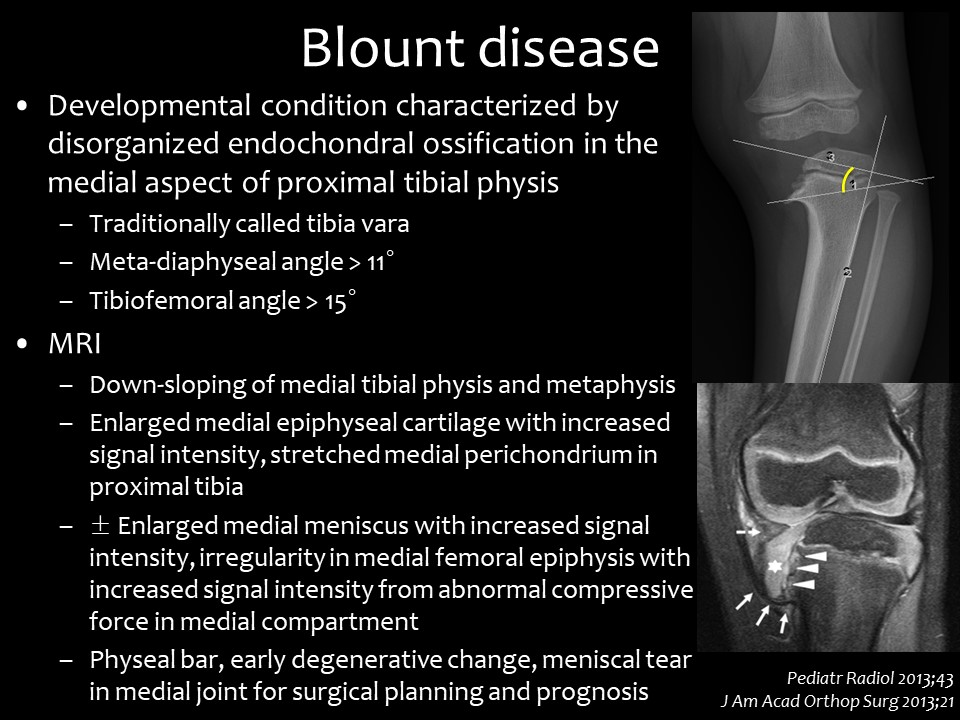 Blount disease
• Developmental condition characterized by
disorganized endochondral ossification in the
medial aspect of proximal tibial physis
– Traditionally called tibia vara
– Meta-diaphyseal angle > 11°
– Tibiofemoral angle > 15°
• MRI
– Down-sloping of medial tibial physis and metaphysis
– Enlarged medial epiphyseal cartilage with increased
signal intensity, stretched medial perichondrium in
proximal tibia
– ± Enlarged medial meniscus with increased signal
intensity, irregularity in medial femoral epiphysis with
increased signal intensity from abnormal compressive
force in medial compartment
– Physeal bar, early degenerative change, meniscal tear
in medial joint for surgical planning and prognosis
3
1
2
Pediatr Radiol 2013;43
J Am Acad Orthop Surg 2013;21